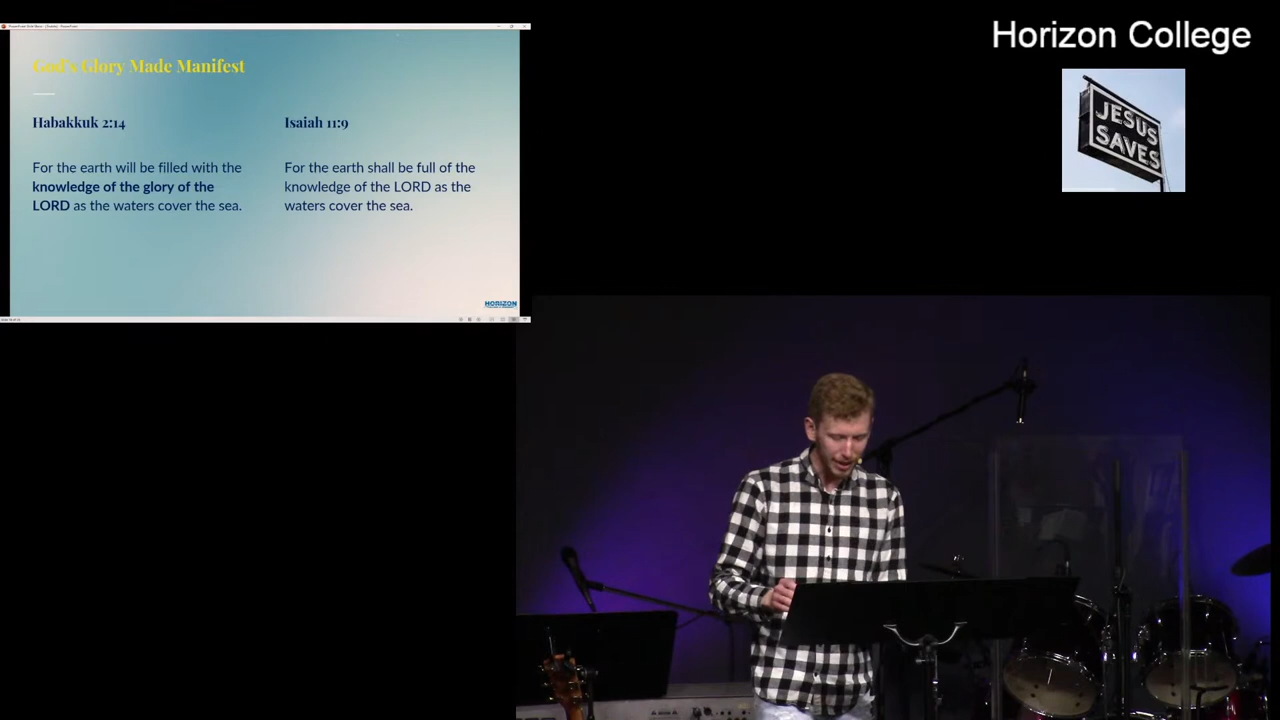 God's Glory Made Manifest
Habakkuk 2:14
For the earth will be filled with the
knowledge of the glory of the
LORD as the waters cover the sea.
Isaiah 11:9
For the earth shall be full of the
knowledge of the LORD as the
waters cover the sea.
HORIZON
Horizon College
JESUS
SAVES